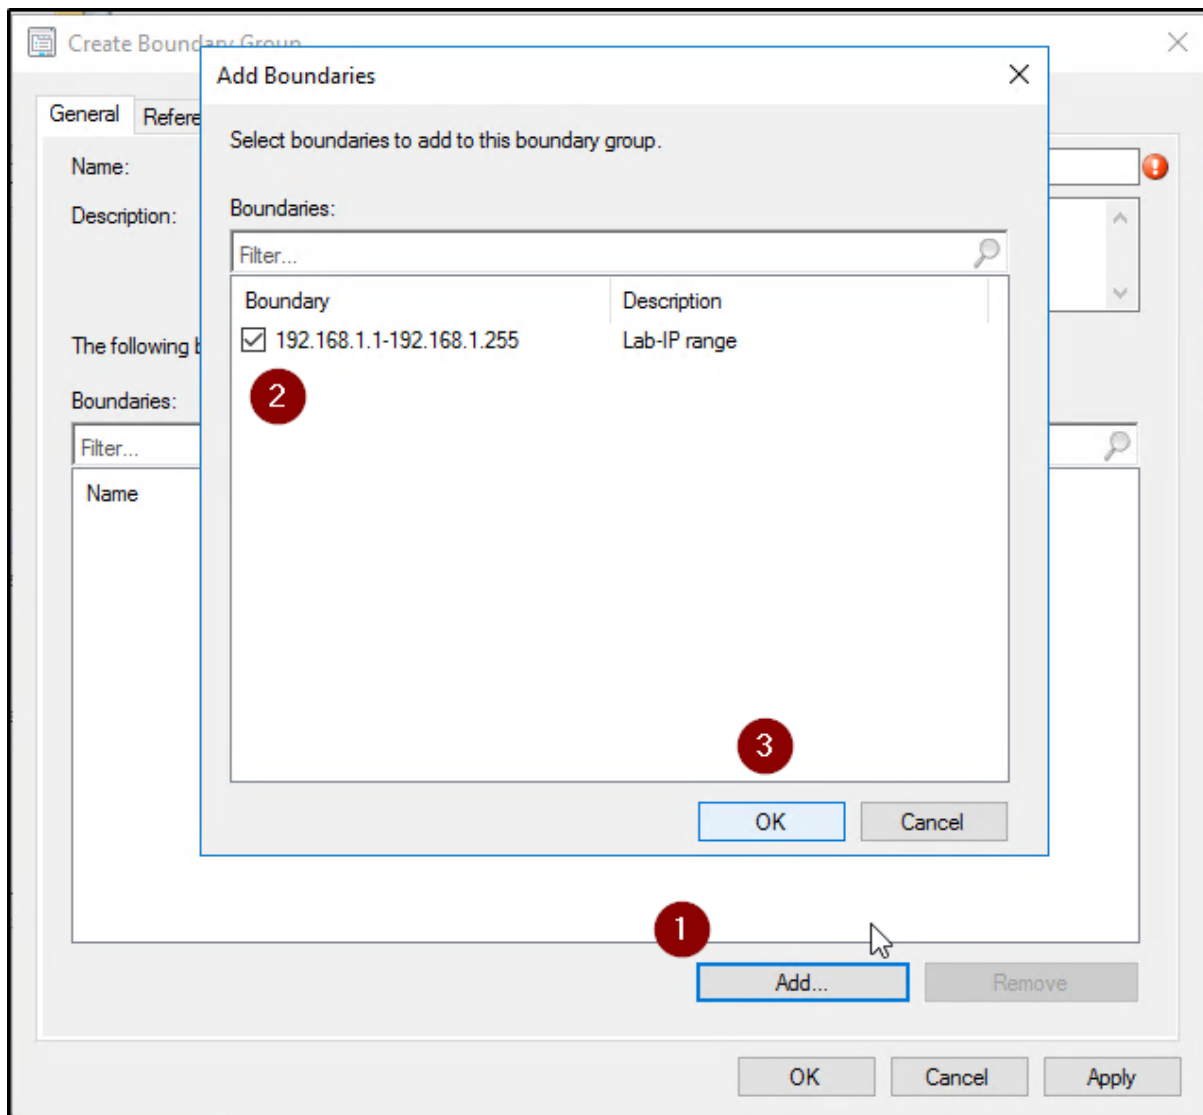 Create Boundary Group
Add Boundaries
General
Refere
Select boundaries to add to this boundary group.
Name:
Description:
Boundaries:
Filter...
Boundary Description
192.168.1.1-192.168.1.255 Lab-IP range
The following b
2
Boundaries:
Filter...
Name
3
OK Cancel
1
Add... Remove
OK Cancel Apply